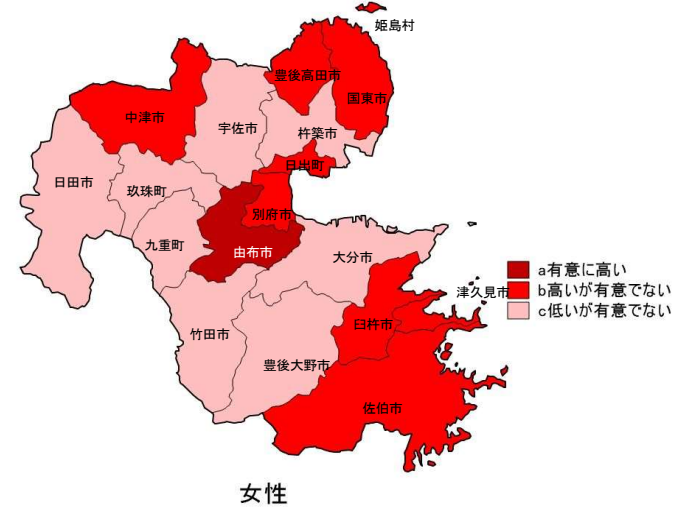 姫島村
豊後高田市
国東市
中津市
宇佐市
杵築市
日出町
日田市
玖珠町
別府市
九重町
由布市
大分市
a有意に高い
b高いが有意でない
c低いが有意でない
津久見市
臼杵市
竹田市
豊後大野市
佐伯市
女性